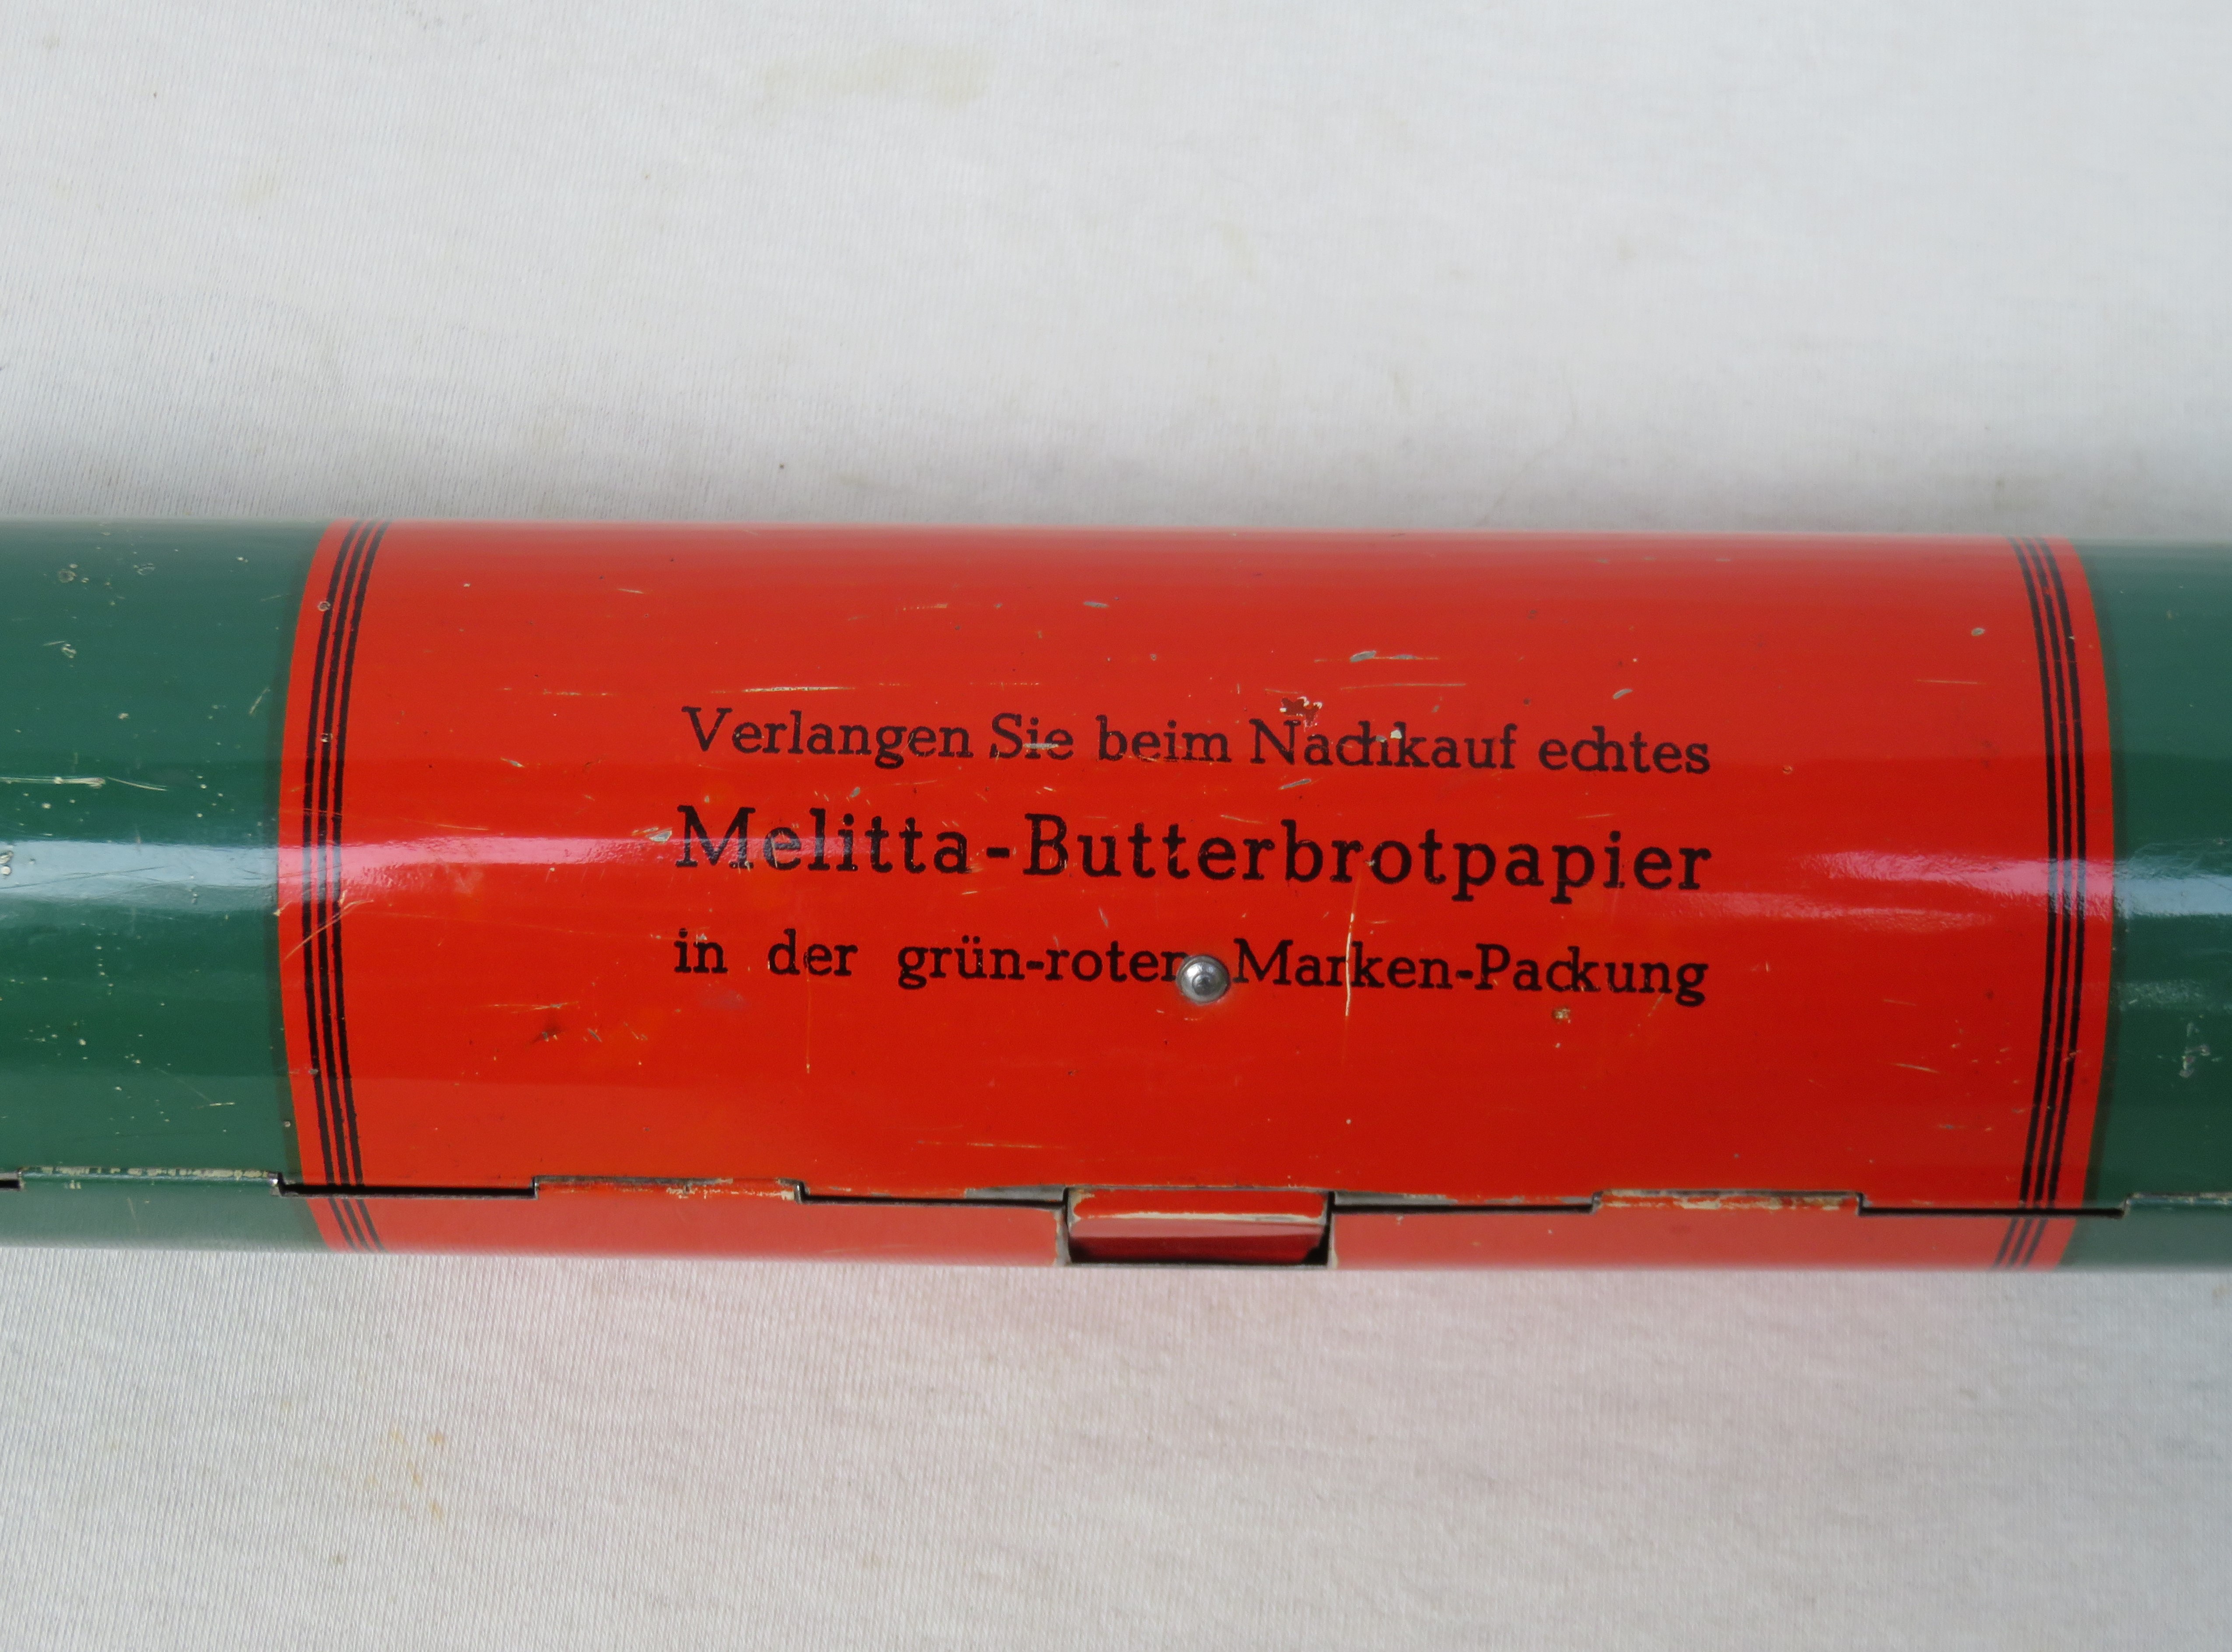 Verlangen Sie beim Nachkauf echtes
Melitta-Butterbrotpapier
in der grün-roten Marken-Packung